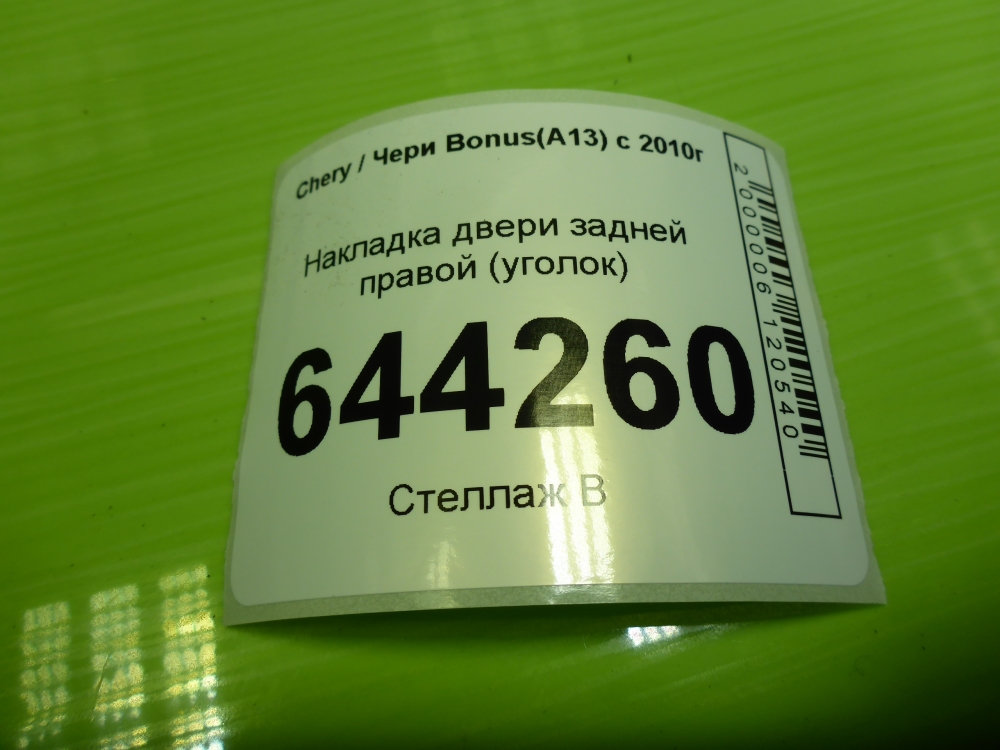 Chery / Чери Bonus(A13) с 2010г
Накладка двери задней
правой (уголок)
644260
Стеллаж В
2000006120540